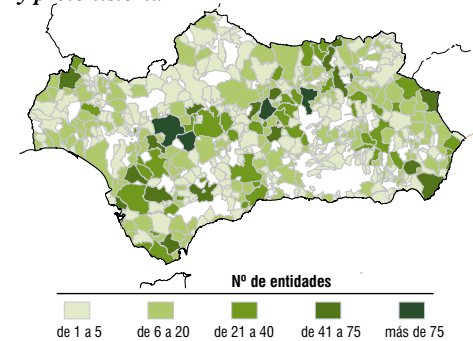 Nº de entidades
de 1 a 5
de 6 a 20
de 21 a 40
de 41 a 75
más de 75